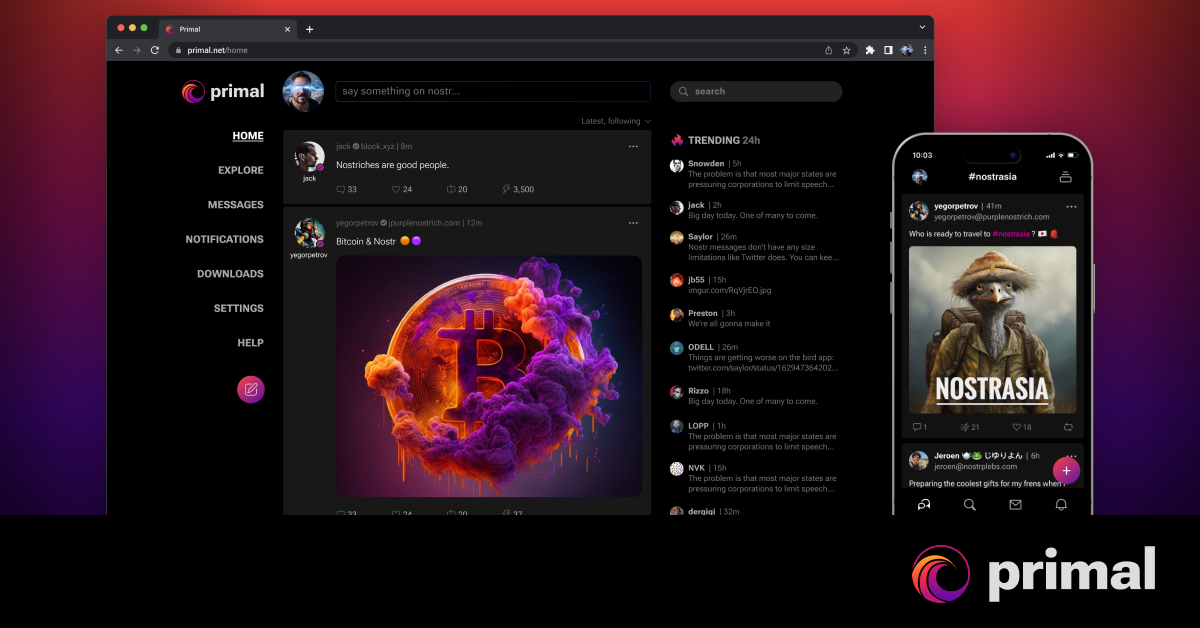 Primal
primal.net/home
primal
say something on nostr...
search
Latest, following
HOME
EXPLORE
MESSAGES
NOTIFICATIONS
DOWNLOADS
SETTINGS
HELP
jack block.xyz | 8m
jack
Nostriches are good people.
33 24 20 3,500
yegorpetrov jpurplenostrich.com | 12m
yegorpetrov
Bitcoin & Nostr 🟠 🟣
33 24 20 37
TRENDING 24h
Snowden | 5h
The problem is that most major states are
pressuring corporations to limit speech...
jack | 2h
Big day today. One of many to come.
Saylor | 26m
Nostr messages don't have any size
limitations like Twitter does. You can kee...
jb55 | 15h
imgur.com/RqVjrEO.jpg
Preston | 3h
We're all gonna make it
ODELL | 26m
Things are getting worse on the bird app:
twitter.com/saylor/status/162947364202...
Rizzo | 18h
Big day today. One of many to come.
LOPP | 1h
The problem is that most major states are
pressuring corporations to limit speech...
NVK | 15h
The problem is that most major states are
pressuring corporations to limit speech...
dergigi | 32m
10:03
#nostrasia
yegorpetrov | 41m
yegorpetrov@purplenostrich.com
Who is ready to travel to #nostrasia ? 🇯🇵 🎒
NOSTRASIA
1 21 18
Jeroen じゆりよん | 6h
jeroen@nostrplebs.com
Preparing the coolest gifts for my frens when
primal